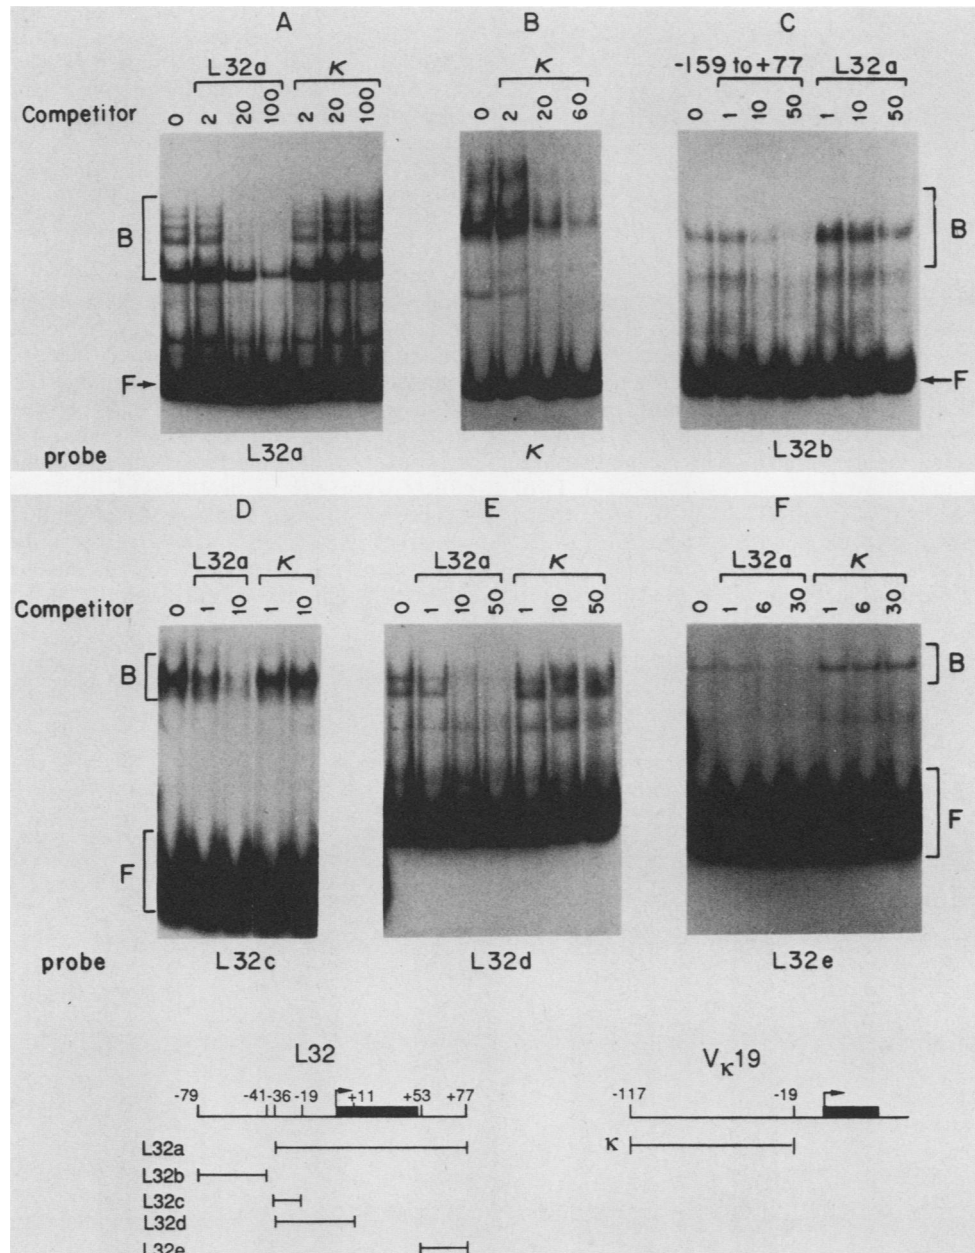 A B C
L32a κ κ -159 to +77 L32a
Competitor 0 2 20 100 2 20 100 0 2 20 60 0 1 10 50 1 10 50
B B
F F
probe L32a κ L32b
D E F
L32a κ L32a κ L32a κ
Competitor 0 1 10 1 10 0 1 10 50 1 10 50 0 1 6 30 1 6 30
B B
F F
probe L32c L32d L32e
L32 Vκ19
-79 -41 -36 -19 +11 +53 +77 -117 -19
L32a κ
L32b
L32c
L32d
L32e